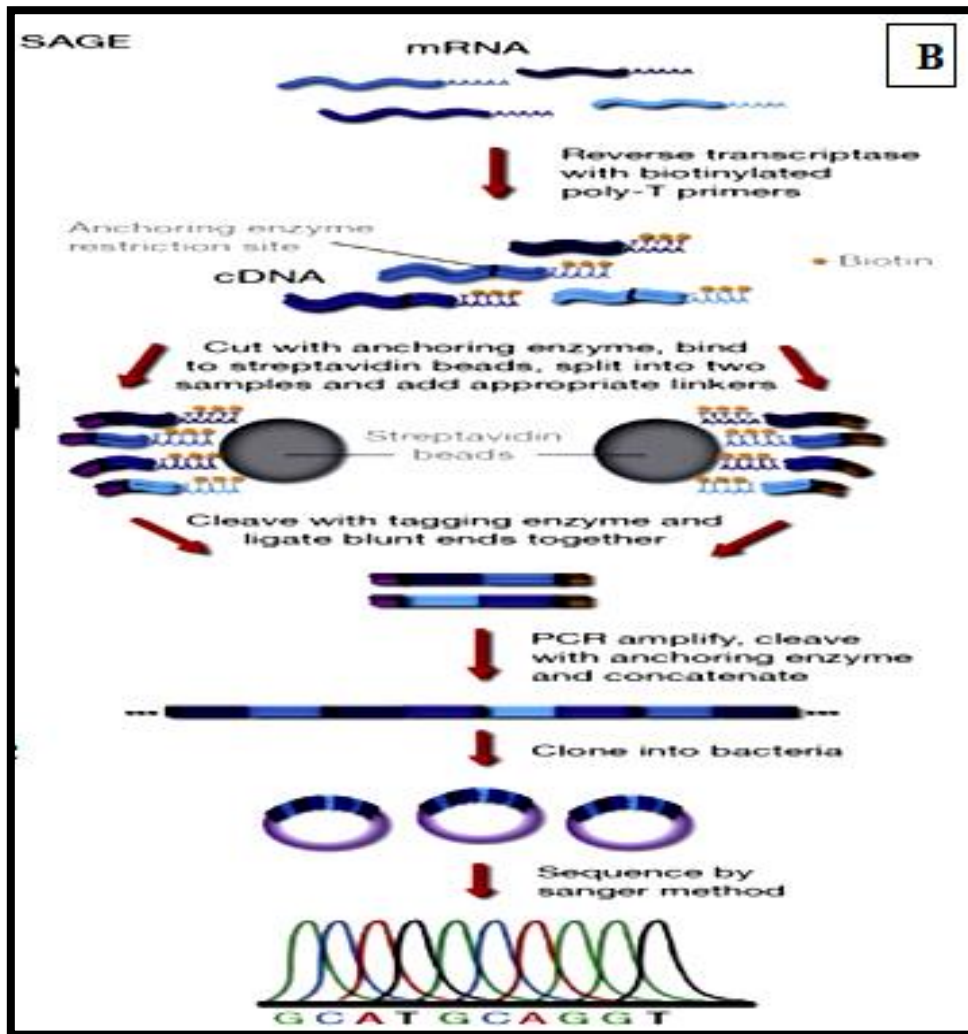 SAGE
mRNA
B
Reverse transcriptase
with biotinylated
poly-T primers
Anchoring enzyme
restriction site
cDNA
Biotin
Cut with anchoring enzyme, bind
to streptavidin beads, split into two
samples and add appropriate linkers
Streptavidin
beads
Cleave with tagging enzyme and
ligate blunt ends together
PCR amplify, cleave
with anchoring enzyme
and concatenate
Clone into bacteria
Sequence by
sanger method
GCATGCAGGT